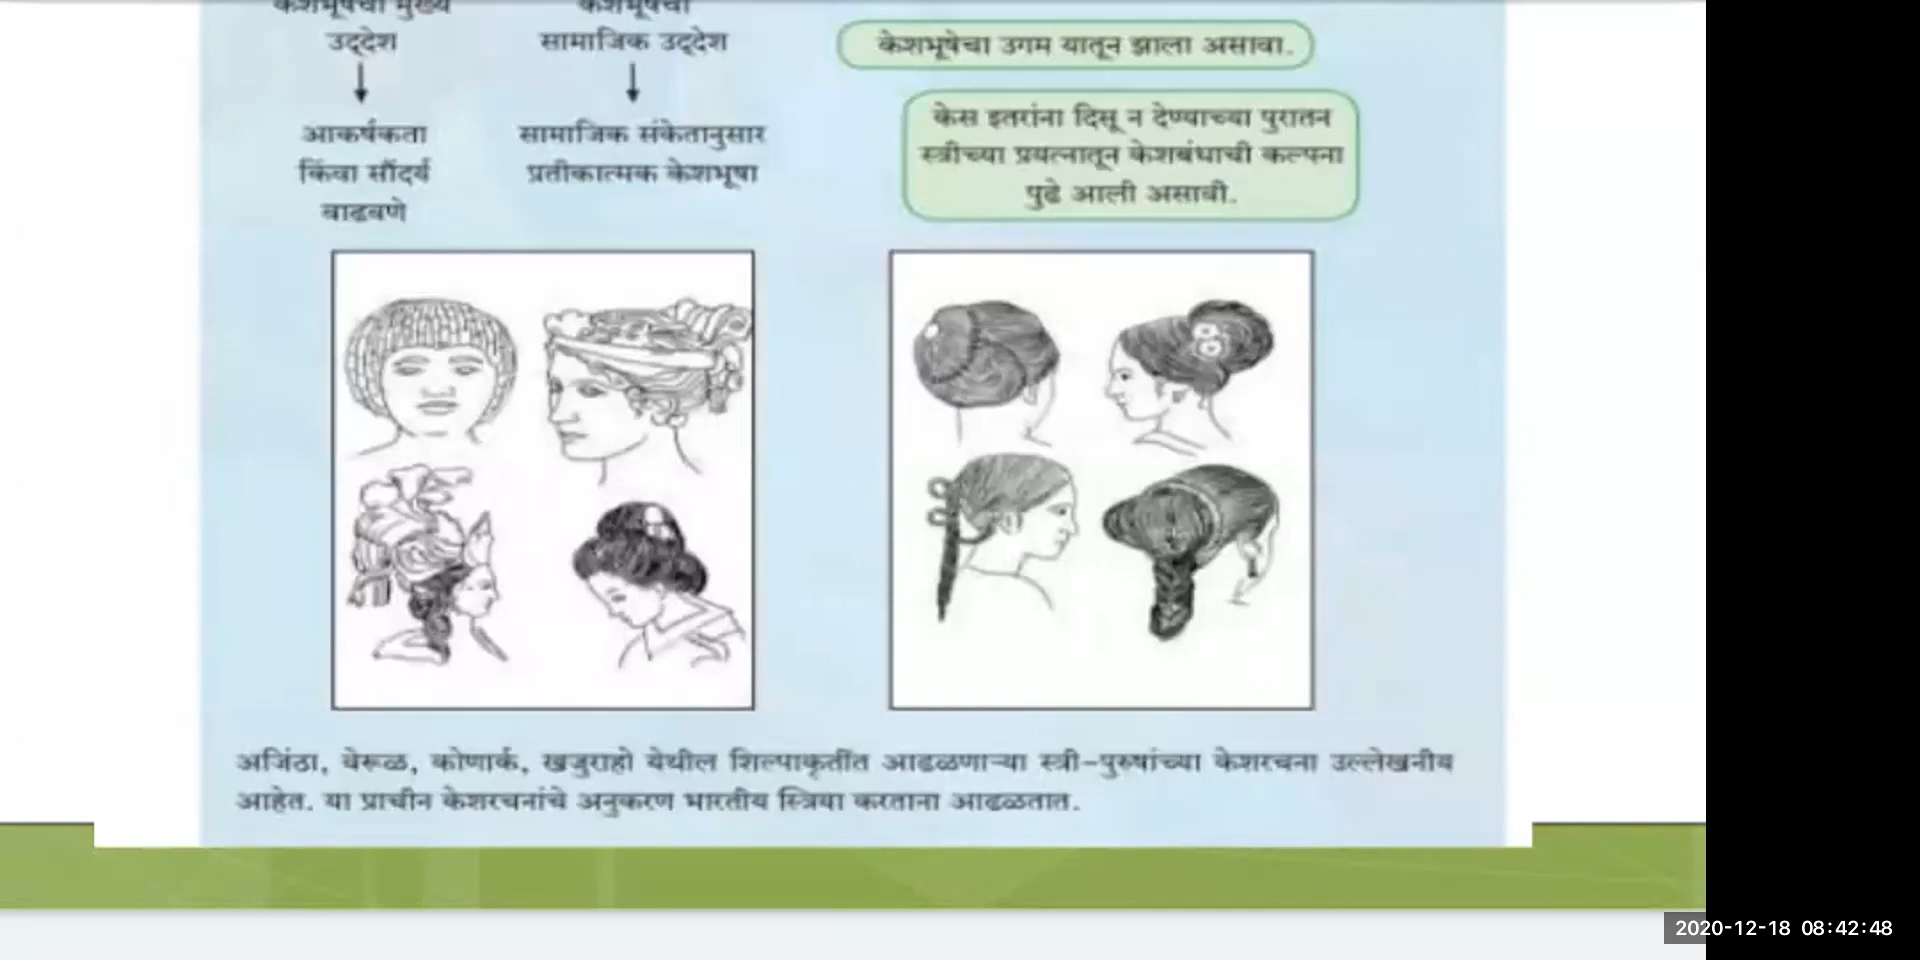 केशभूषेचा मुख्य
उद्देश
आकर्षकता
किंवा सौंदर्य
वाढवणे
केशभूषेचा
सामाजिक उद्देश
सामाजिक संकेतानुसार
प्रतीकात्मक केशभूषा
केशभूषेचा उगम यातून झाला असावा.
केस इतरांना दिसू न देण्याच्या पुरातन
स्त्रीच्या प्रयत्नातून केशबंधाची कल्पना
पुढे आली असावी.
अजिंठा, वेरूळ, कोणार्क, खजुराहो येथील शिल्पाकृतींत आढळणाऱ्या स्त्री-पुरुषांच्या केशरचना उल्लेखनीय
आहेत. या प्राचीन केशरचनांचे अनुकरण भारतीय स्त्रिया करताना आढळतात.
2020-12-18 08:42:48